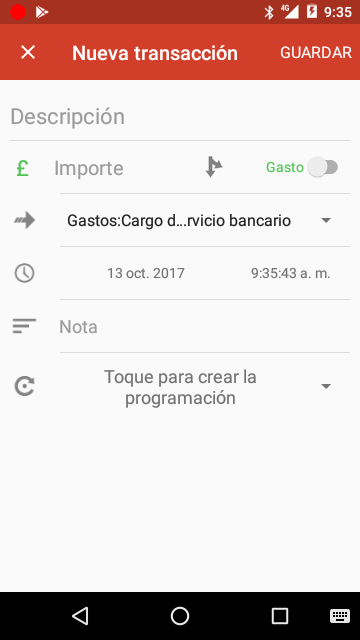 4G 9:35
Nueva transacción GUARDAR
Descripción
£ Importe Gasto
Gastos:Cargo d...rvicio bancario
13 oct. 2017 9:35:43 a. m.
Nota
Toque para crear la
programación